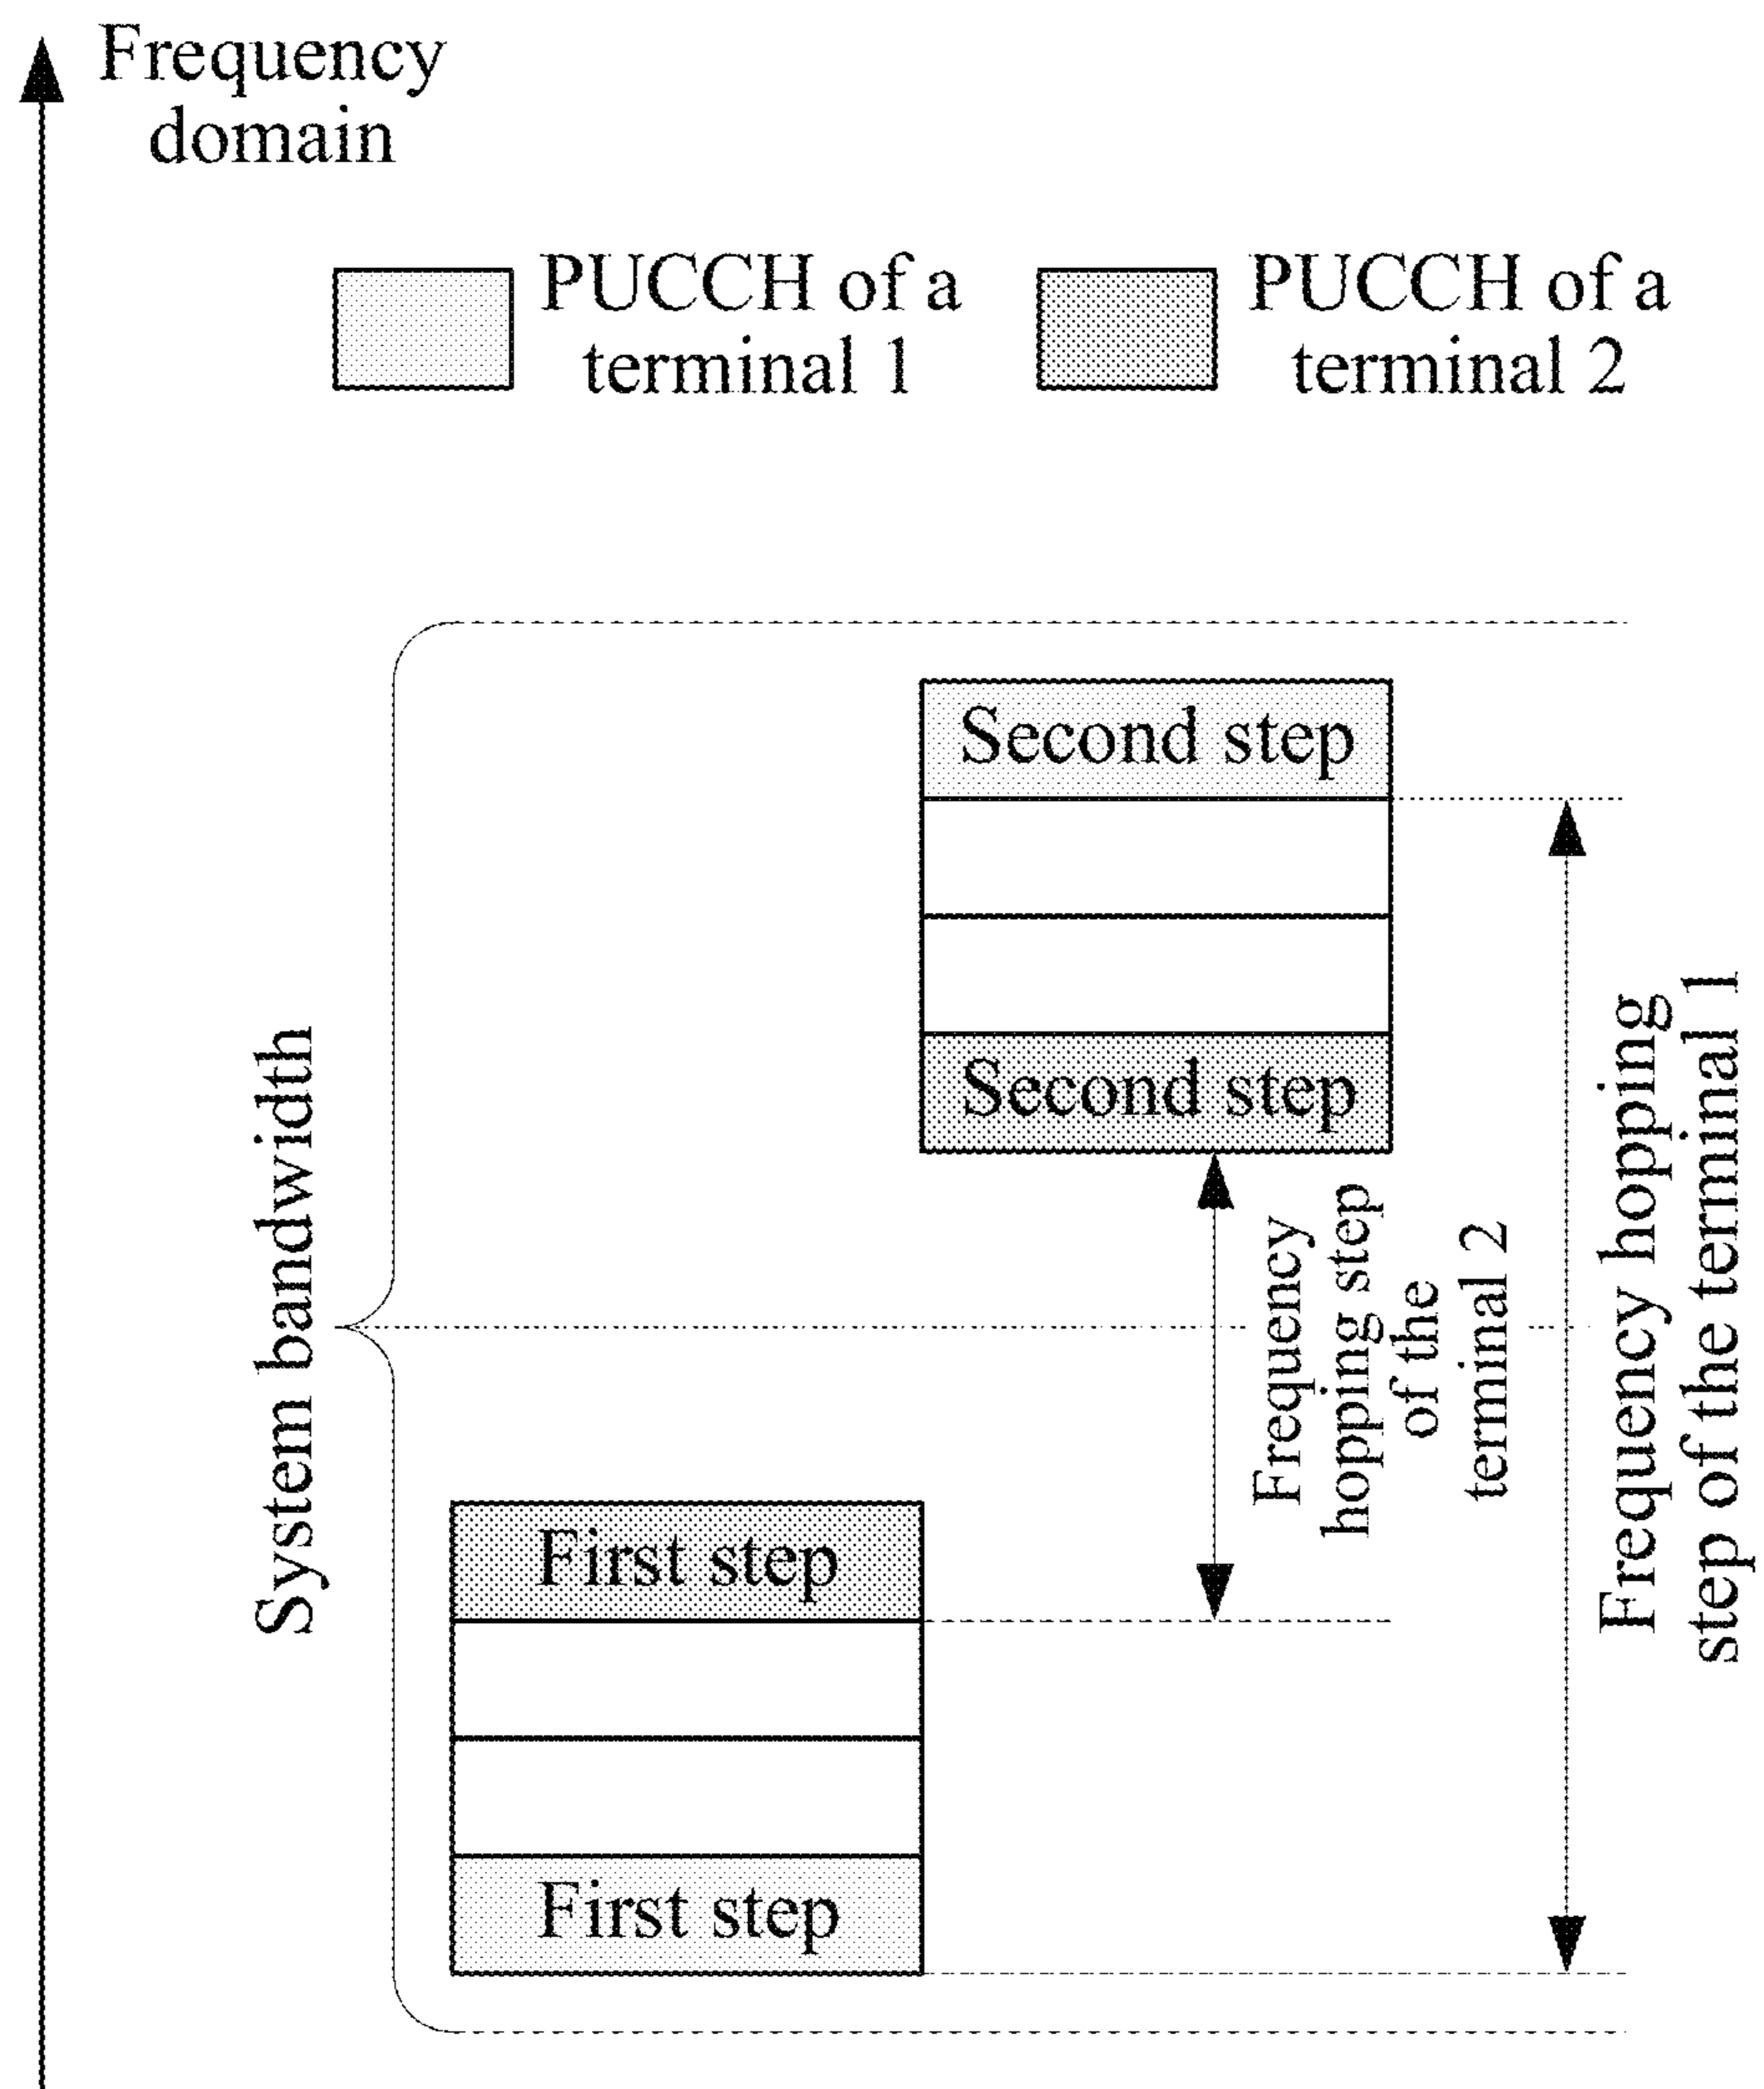 Frequency
domain
PUCCH of a
terminal 1
PUCCH of a
terminal 2
Second step
Second step
System bandwidth
Frequency
hopping step
of the
terminal 2
Frequency hopping
step of the terminal 1
First step
First step